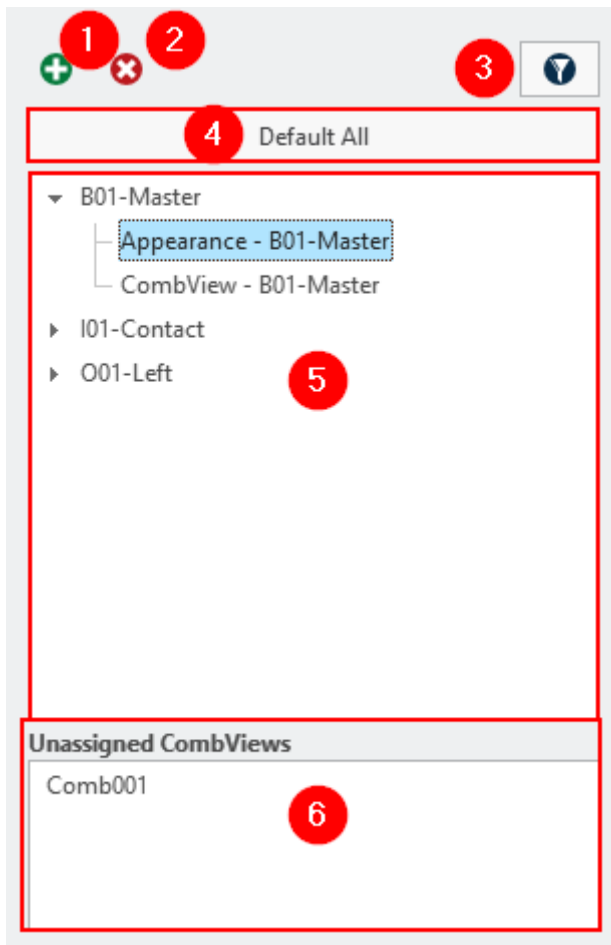 1
2
3
4 Default All
B01-Master
Appearance - B01-Master
CombView - B01-Master
I01-Contact
O01-Left
5
Unassigned CombViews
Comb001
6